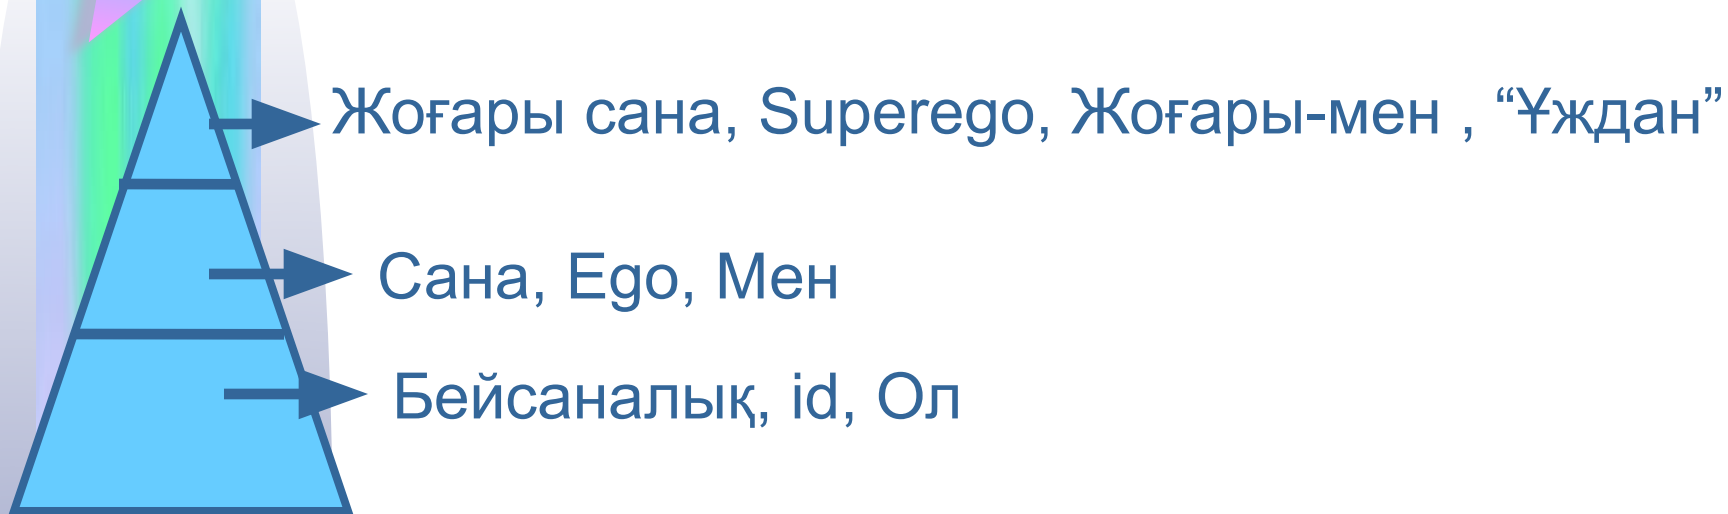 Жоғары сана, Superego, Жоғары-мен , “Ұждан”
Сана, Ego, Мен
Бейсаналық, id, Ол